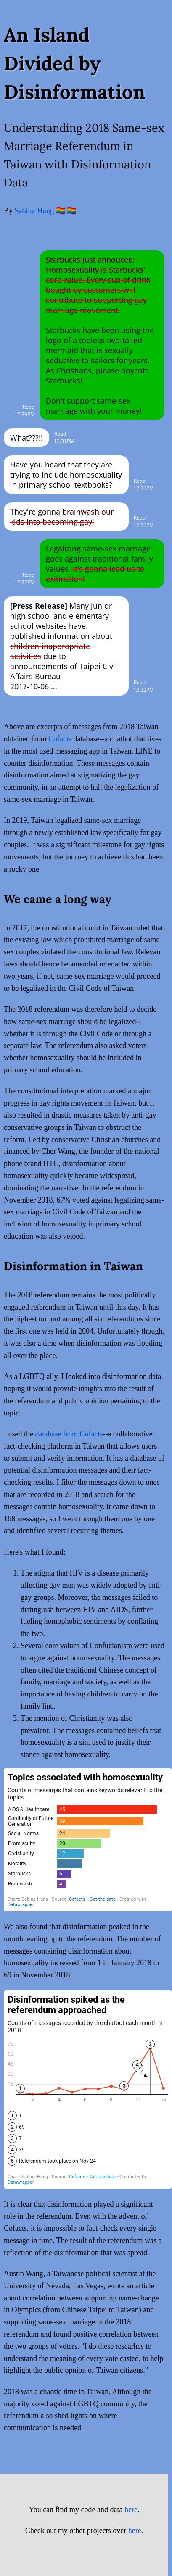 An Island
Divided by
Disinformation
Understanding 2018 Same-sex
Marriage Referendum in
Taiwan with Disinformation
Data
By Sabina Hung 🏳️‍🌈 🏳️‍🌈
Starbucks just annouced:
Homosexuality is Starbucks'
core value. Every cup of drink
bought by customers will
contribute to supporting gay
marriage movement.
Starbucks have been using the
logo of a topless two-tailed
mermaid that is sexually
seductive to sailors for years.
As Christians, please boycott
Starbucks!
Don't support same-sex
marriage with your money!
Read
12:30PM
What???!!
Read
12:31PM
Have you heard that they are
trying to include homosexuality
in primary school textbooks?
Read
12:31PM
They're gonna brainwash our
kids into becoming gay!
Read
12:31PM
Legalizing same-sex marriage
goes against traditional family
values. It's gonna lead us to
exitinction!
Read
12:32PM
[Press Release] Many junior
high school and elementary
school websites have
published information about
children-inappropriate
activities due to
announcements of Taipei Civil
Affairs Bureau
2017-10-06 ...
Read
12:32PM
Above are excerpts of messages from 2018 Taiwan
obtained from Cofacts database--a chatbot that lives
in the most used messaging app in Taiwan, LINE to
counter disinformation. These messages contain
disinformation aimed at stigmatizing the gay
community, in an attempt to halt the legalization of
same-sex marriage in Taiwan.
In 2019, Taiwan legalized same-sex marriage
through a newly established law specifically for gay
couples. It was a siginificant milestone for gay rights
movements, but the journey to achieve this had been
a rocky one.
We came a long way
In 2017, the constitutional court in Taiwan ruled that
the existing law which prohibited marriage of same
sex couples violated the constitutional law. Relevant
laws should hence be amended or enacted within
two years, if not, same-sex marriage would proceed
to be legalized in the Civil Code of Taiwan.
The 2018 referendum was therefore held to decide
how same-sex marriage should be legalized--
whether it is through the Civil Code or through a
separate law. The referendum also asked voters
whether homosexuality should be included in
primary school education.
The constitutional interpretation marked a major
progress in gay rights movement in Taiwan, but it
also resulted in drastic measures taken by anti-gay
conservative groups in Taiwan to obstruct the
reform. Led by conservative Christian churches and
financed by Cher Wang, the founder of the national
phone brand HTC, disinformation about
homosexuality quickly became widespread,
dominating the narrative. In the referendum in
November 2018, 67% voted against legalizing same-
sex marriage in Civil Code of Taiwan and the
inclusion of homosexuality in primary school
education was also vetoed.
Disinformation in Taiwan
The 2018 referendum remains the most politically
engaged referendum in Taiwan until this day. It has
the highest turnout among all six referendums since
the first one was held in 2004. Unfortunately though,
it was also a time when disinformation was flooding
all over the place.
As a LGBTQ ally, I looked into disinformation data
hoping it would provide insights into the result of
the referendum and public opinion pertaining to the
topic.
I used the database from Cofacts--a collaborative
fact-checking platform in Taiwan that allows users
to submit and verify information. It has a database of
potential disinformation messages and their fact-
checking results. I filter the messages down to ones
that are recorded in 2018 and search for the
messages contain homosexuality. It came down to
168 messages, so I went through them one by one
and identified several recurring themes.
Here's what I found:
1. The stigma that HIV is a disease primarily
affecting gay men was widely adopted by anti-
gay groups. Moreover, the messages failed to
distinguish between HIV and AIDS, further
fueling homophobic sentiments by conflating
the two.
2. Several core values of Confucianism were used
in messages to attack gay marriage. The messages
often cited the traditional Chinese concept of
family, marriage and society, as well as the
importance of having children to carry on the
family line.
3. The mention of Christianity was also
prevalent. The messages contained beliefs that
homosexuality is a sin, used to justify their
stance against homosexuality.
Topics associated with homosexuality
Counts of messages that contains keywords relevant to the
topics
AIDS & Healthcare 45
Continuity of Future Generation 39
Social Norms 24
Promiscuity 20
Christianity 12
Morality 11
Starbucks 6
Brainwash 4
Chart: Sabina Hung • Source: Cofacts • Get the data • Created with
Datawrapper
We also found that disinformation peaked in the
month leading up to the referendum. The number of
messages containing disinformation about
homosexuality increased from 1 in January 2018 to
69 in November 2018.
Disinformation spiked as the
referendum approached
Counts of messages recorded by the chatbot each month in
2018
75
60
45
30
15
1
2
3
4
2 4 6 8 10 12
1 1
2 69
3 7
4 39
5 Referendum took place on Nov 24
Chart: Sabina Hung • Source: Cofacts • Get the data • Created with
Datawrapper
It is clear that disinformation played a significant
role in the referendum. Even with the advent of
Cofacts, it is impossible to fact-check every single
message in time. The result of the referendum was a
reflection of the disinformation that was spread.
Austin Wang, a Taiwanese political scientist at the
University of Nevada, Las Vegas, wrote an article
about correlation between supporting name-change
in Olympics (from Chinese Taipei to Taiwan) and
supporting same-sex marriage in the 2018
referendum and found positive correlation between
the two groups of voters. "I do these researhes to
understand the meaning of every vote casted, to help
highlight the public opinion of Taiwan citizens."
2018 was a chaotic time in Taiwan. Although the
majority voted against LGBTQ community, the
referendum also shed lights on where
communication is needed.
You can find my code and data here.
Check out my other projects over here.